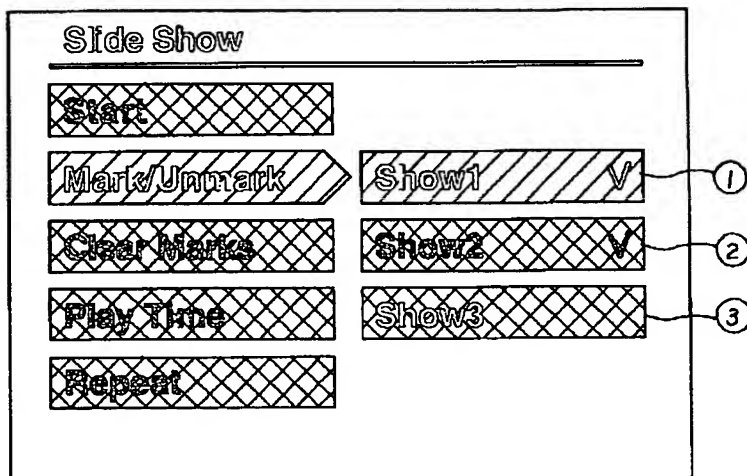 Slide Show
Start
Mark/Unmark Show1 V 1
Clear Marks Show2 V 2
Play Time Show3 3
Repeat